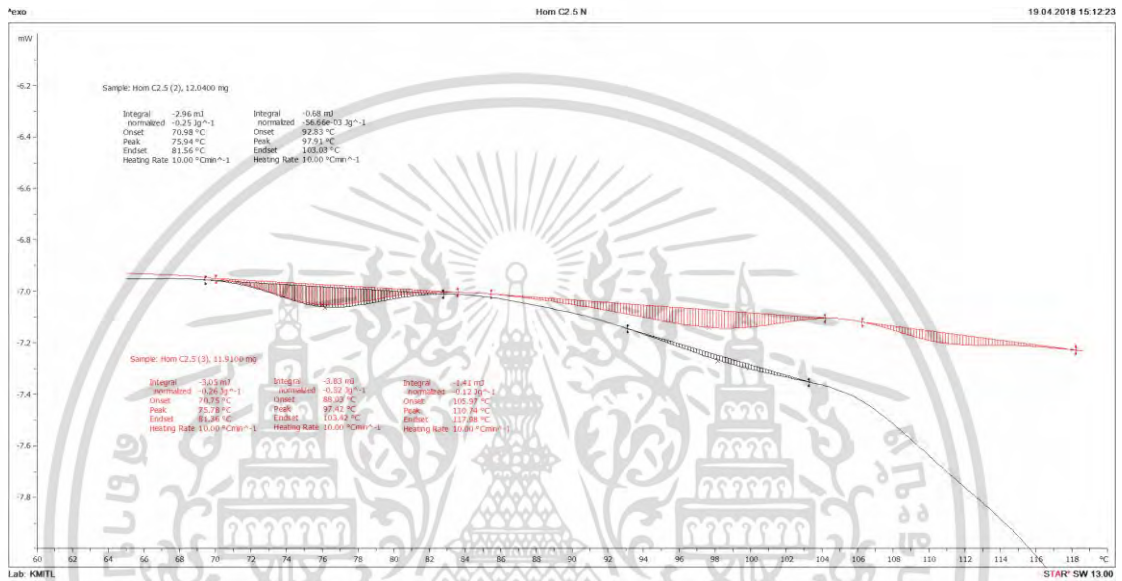 ^exo
Hom C2.5 N
19.04.2018 15:12:23
mW
Sample: Hom C2.5 (2), 12.0400 mg
Integral -2.96 mJ
normalized -0.25 Jg^-1
Onset 70.98 °C
Peak 75.94 °C
Endset 81.56 °C
Heating Rate 10.00 °Cmin^-1
Integral -0.68 mJ
normalized -56.66e-03 Jg^-1
Onset 92.83 °C
Peak 97.91 °C
Endset 103.03 °C
Heating Rate 10.00 °Cmin^-1
-6.2
-6.4
-6.6
-6.8
-7.0
-7.2
-7.4
-7.6
-7.8
Sample: Hom C2.5 (3), 11.9100 mg
Integral -3.05 mJ
normalized -0.26 Jg^-1
Onset 70.75 °C
Peak 75.78 °C
Endset 81.36 °C
Heating Rate 10.00 °Cmin^-1
Integral -3.83 mJ
normalized -0.32 Jg^-1
Onset 88.03 °C
Peak 97.42 °C
Endset 103.42 °C
Heating Rate 10.00 °Cmin^-1
Integral -1.41 mJ
normalized -0.12 Jg^-1
Onset 105.97 °C
Peak 110.74 °C
Endset 117.98 °C
Heating Rate 10.00 °Cmin^-1
60 62 64 66 68 70 72 74 76 78 80 82 84 86 88 90 92 94 96 98 100 102 104 106 108 110 112 114 116 118 °C
Lab: KMITL
STAR° SW 13.00